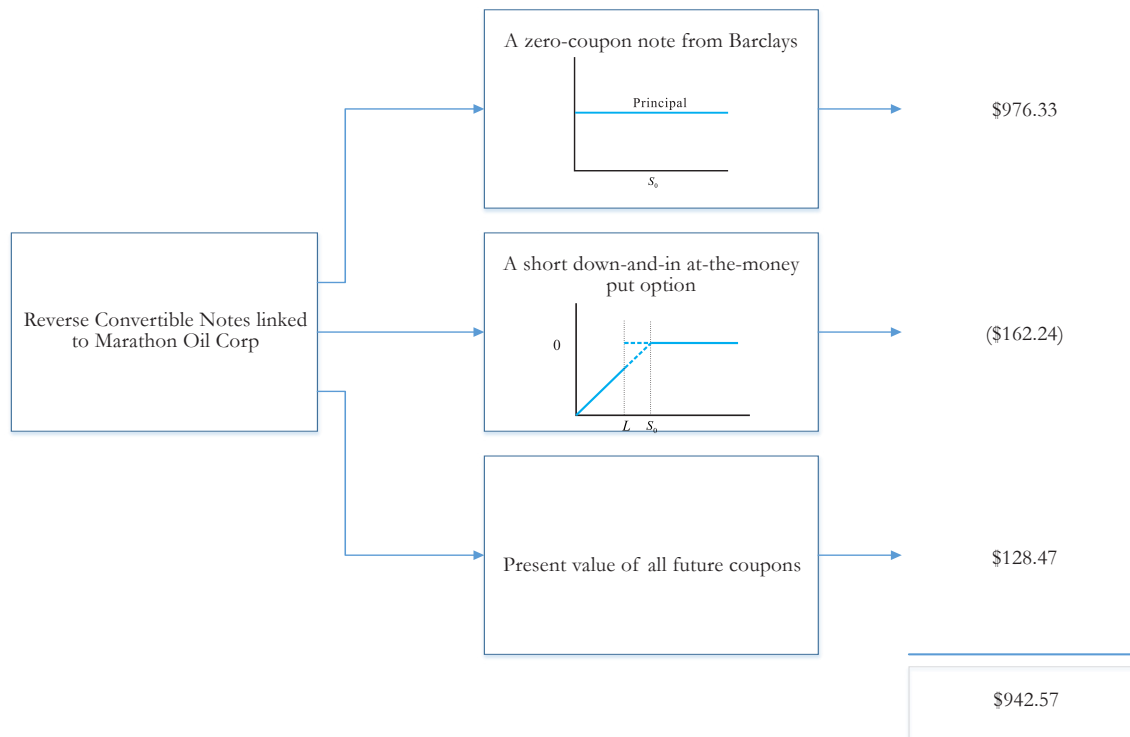 A zero-coupon note from Barclays
Principal
S₀
$976.33
Reverse Convertible Notes linked
to Marathon Oil Corp
A short down-and-in at-the-money
put option
0
L
S₀
($162.24)
Present value of all future coupons
$128.47
$942.57